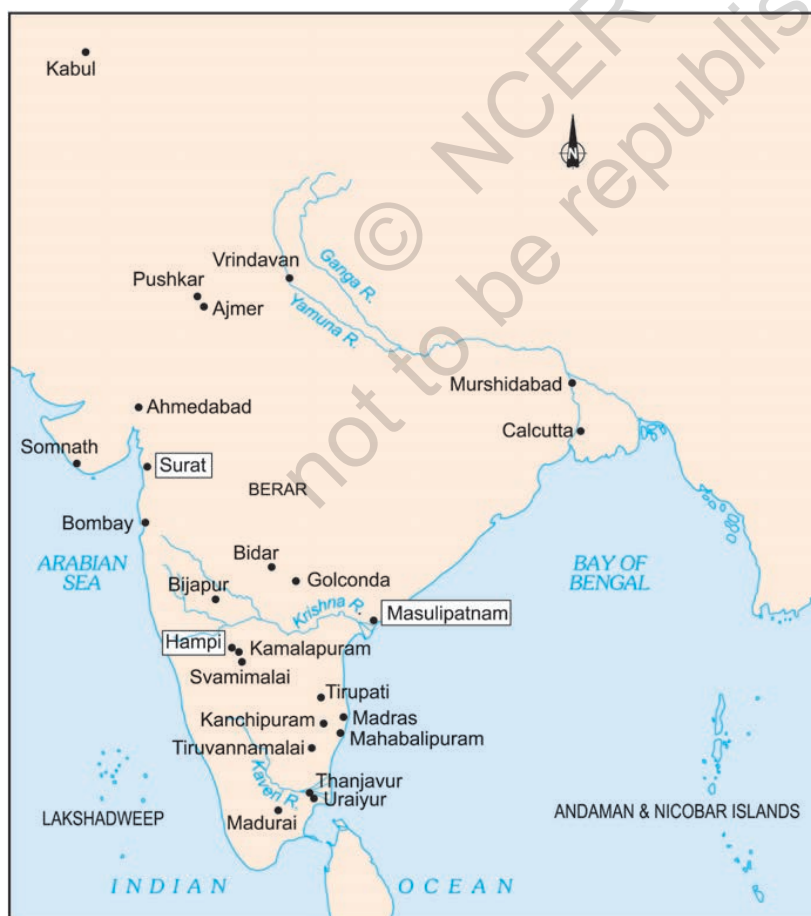 © NCER
not to be republis
Kabul
N
Vrindavan
Ganga R.
Pushkar
Ajmer
Yamuna R.
Murshidabad
Ahmedabad
Calcutta
Somnath
Surat
BERAR
Bombay
Bidar
ARABIAN
SEA
BAY OF
BENGAL
Golconda
Bijapur
Krishna R.
Masulipatnam
Hampi
Kamalapuram
Svamimalai
Tirupati
Kanchipuram
Madras
Mahabalipuram
Tiruvannamalai
Thanjavur
Kaveri R.
Uraiyur
LAKSHADWEEP
Madurai
ANDAMAN & NICOBAR ISLANDS
INDIAN OCEAN